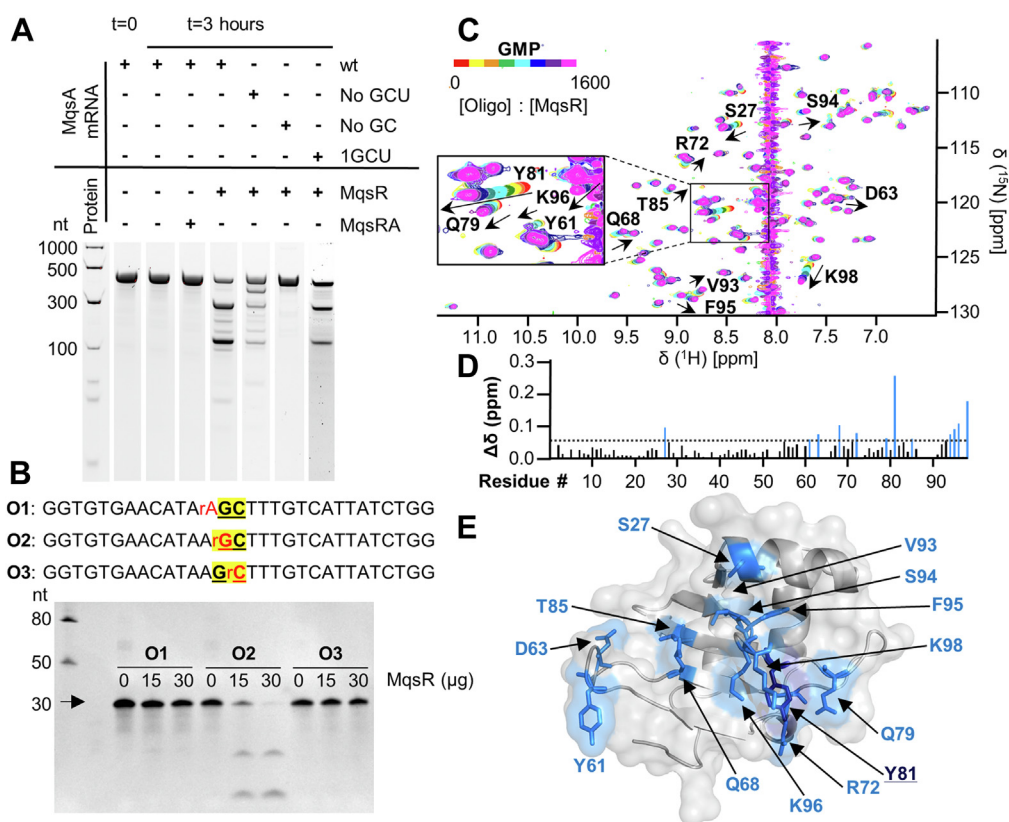 A
t=0 t=3 hours
MqsA
mRNA
+ + + + - - - wt
- - - - + - - No GCU
- - - - - + - No GC
- - - - - - + 1GCU
Protein
- - - + + + + MqsR
- - + - - - - MqsRA
nt
1000
500
300
100
B
O1: GGTGTGAACATArAGCTTTGTCATTATCTGG
O2: GGTGTGAACATAArGCTTTGTCATTATCTGG
O3: GGTGTGAACATAAGrCTTTGTCATTATCTGG
nt
80
50
30
O1 O2 O3
0 15 30 0 15 30 0 15 30 MqsR (μg)
C
GMP
0 1600
[Oligo] : [MqsR]
S27
S94
R72
T85
D63
Q68
V93
F95
K98
Y81
K96
Q79
Y61
110
115
120
125
130
δ (¹⁵N) [ppm]
11.0 10.5 10.0 9.5 9.0 8.5 8.0 7.5 7.0
δ (¹H) [ppm]
D
0.3
0.2
0.1
0.0
Δδ (ppm)
Residue # 10 20 30 40 50 60 70 80 90
E
S27
V93
S94
T85
F95
D63
K98
Q79
Y61
Y81
Q68
R72
K96